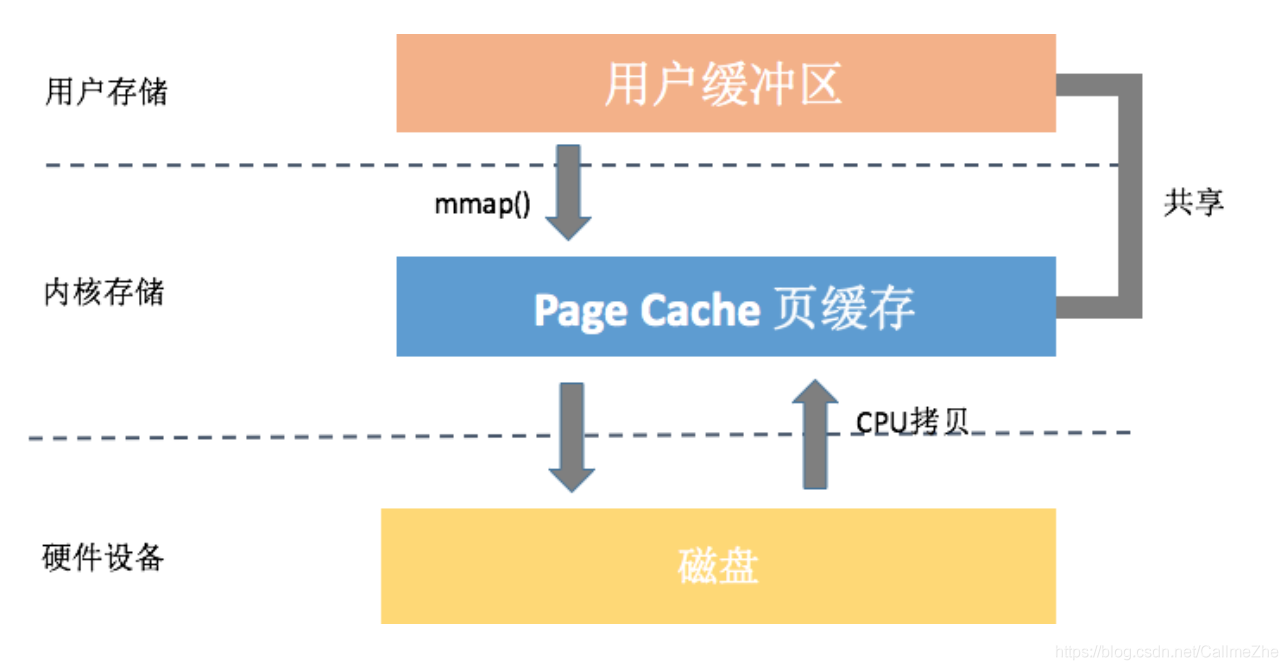 用户存储
用户缓冲区
mmap()
共享
内核存储
Page Cache 页缓存
CPU拷贝
硬件设备
磁盘
https://blog.csdn.net/CallmeZhe